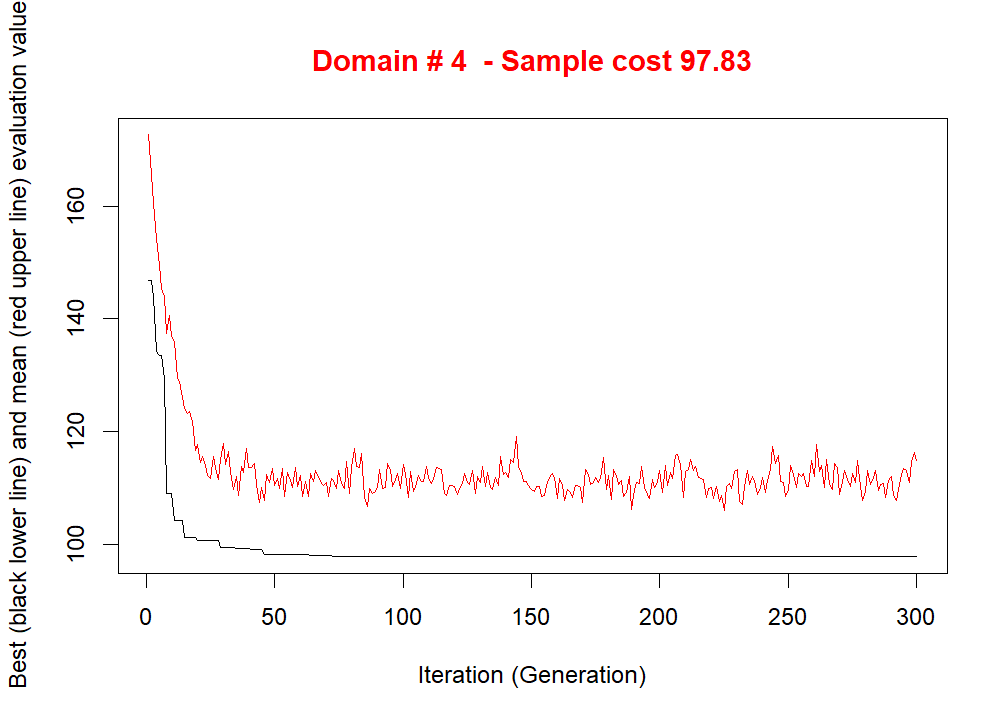 Domain # 4  - Sample cost 97.83
Best (black lower line) and mean (red upper line) evaluation value
160
140
120
100
0 50 100 150 200 250 300
Iteration (Generation)